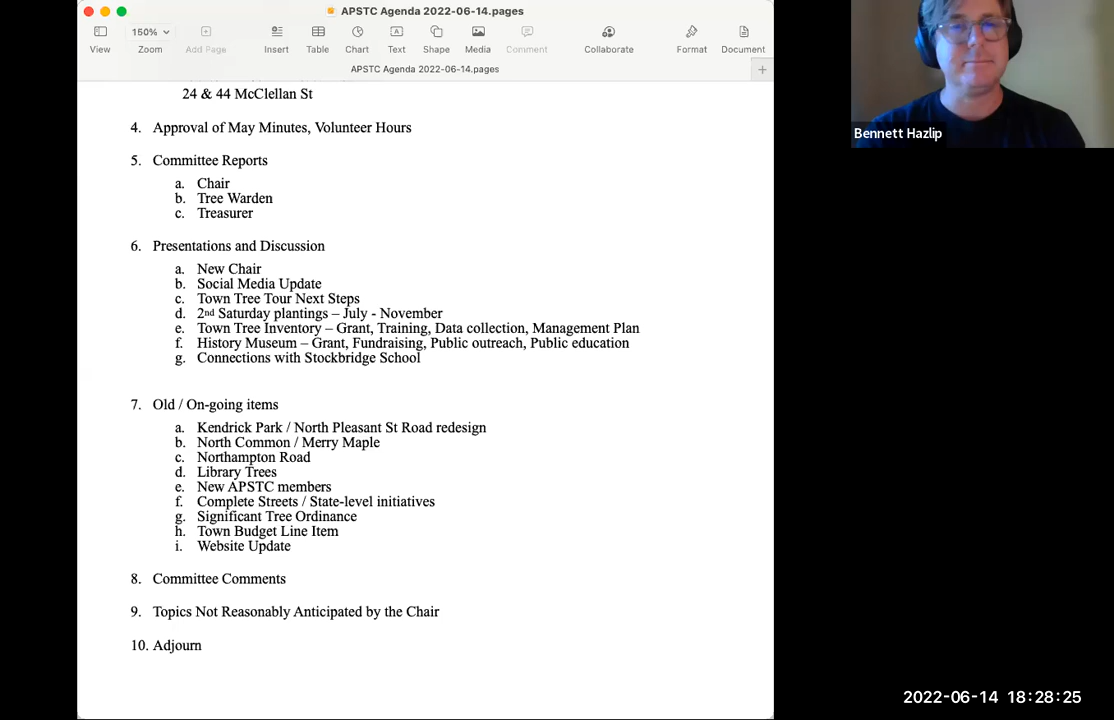 APSTC Agenda 2022-06-14.pages
150%
View
Zoom
Add Page
Insert
Table
Chart
Text
Shape
Media
Comment
Collaborate
Format
Document
APSTC Agenda 2022-06-14.pages
24 & 44 McClellan St
4. Approval of May Minutes, Volunteer Hours
5. Committee Reports
a. Chair
b. Tree Warden
c. Treasurer
6. Presentations and Discussion
a. New Chair
b. Social Media Update
c. Town Tree Tour Next Steps
d. 2nd Saturday plantings – July - November
e. Town Tree Inventory – Grant, Training, Data collection, Management Plan
f. History Museum – Grant, Fundraising, Public outreach, Public education
g. Connections with Stockbridge School
7. Old / On-going items
a. Kendrick Park / North Pleasant St Road redesign
b. North Common / Merry Maple
c. Northampton Road
d. Library Trees
e. New APSTC members
f. Complete Streets / State-level initiatives
g. Significant Tree Ordinance
h. Town Budget Line Item
i. Website Update
8. Committee Comments
9. Topics Not Reasonably Anticipated by the Chair
10. Adjourn
Bennett Hazlip
2022-06-14 18:28:25